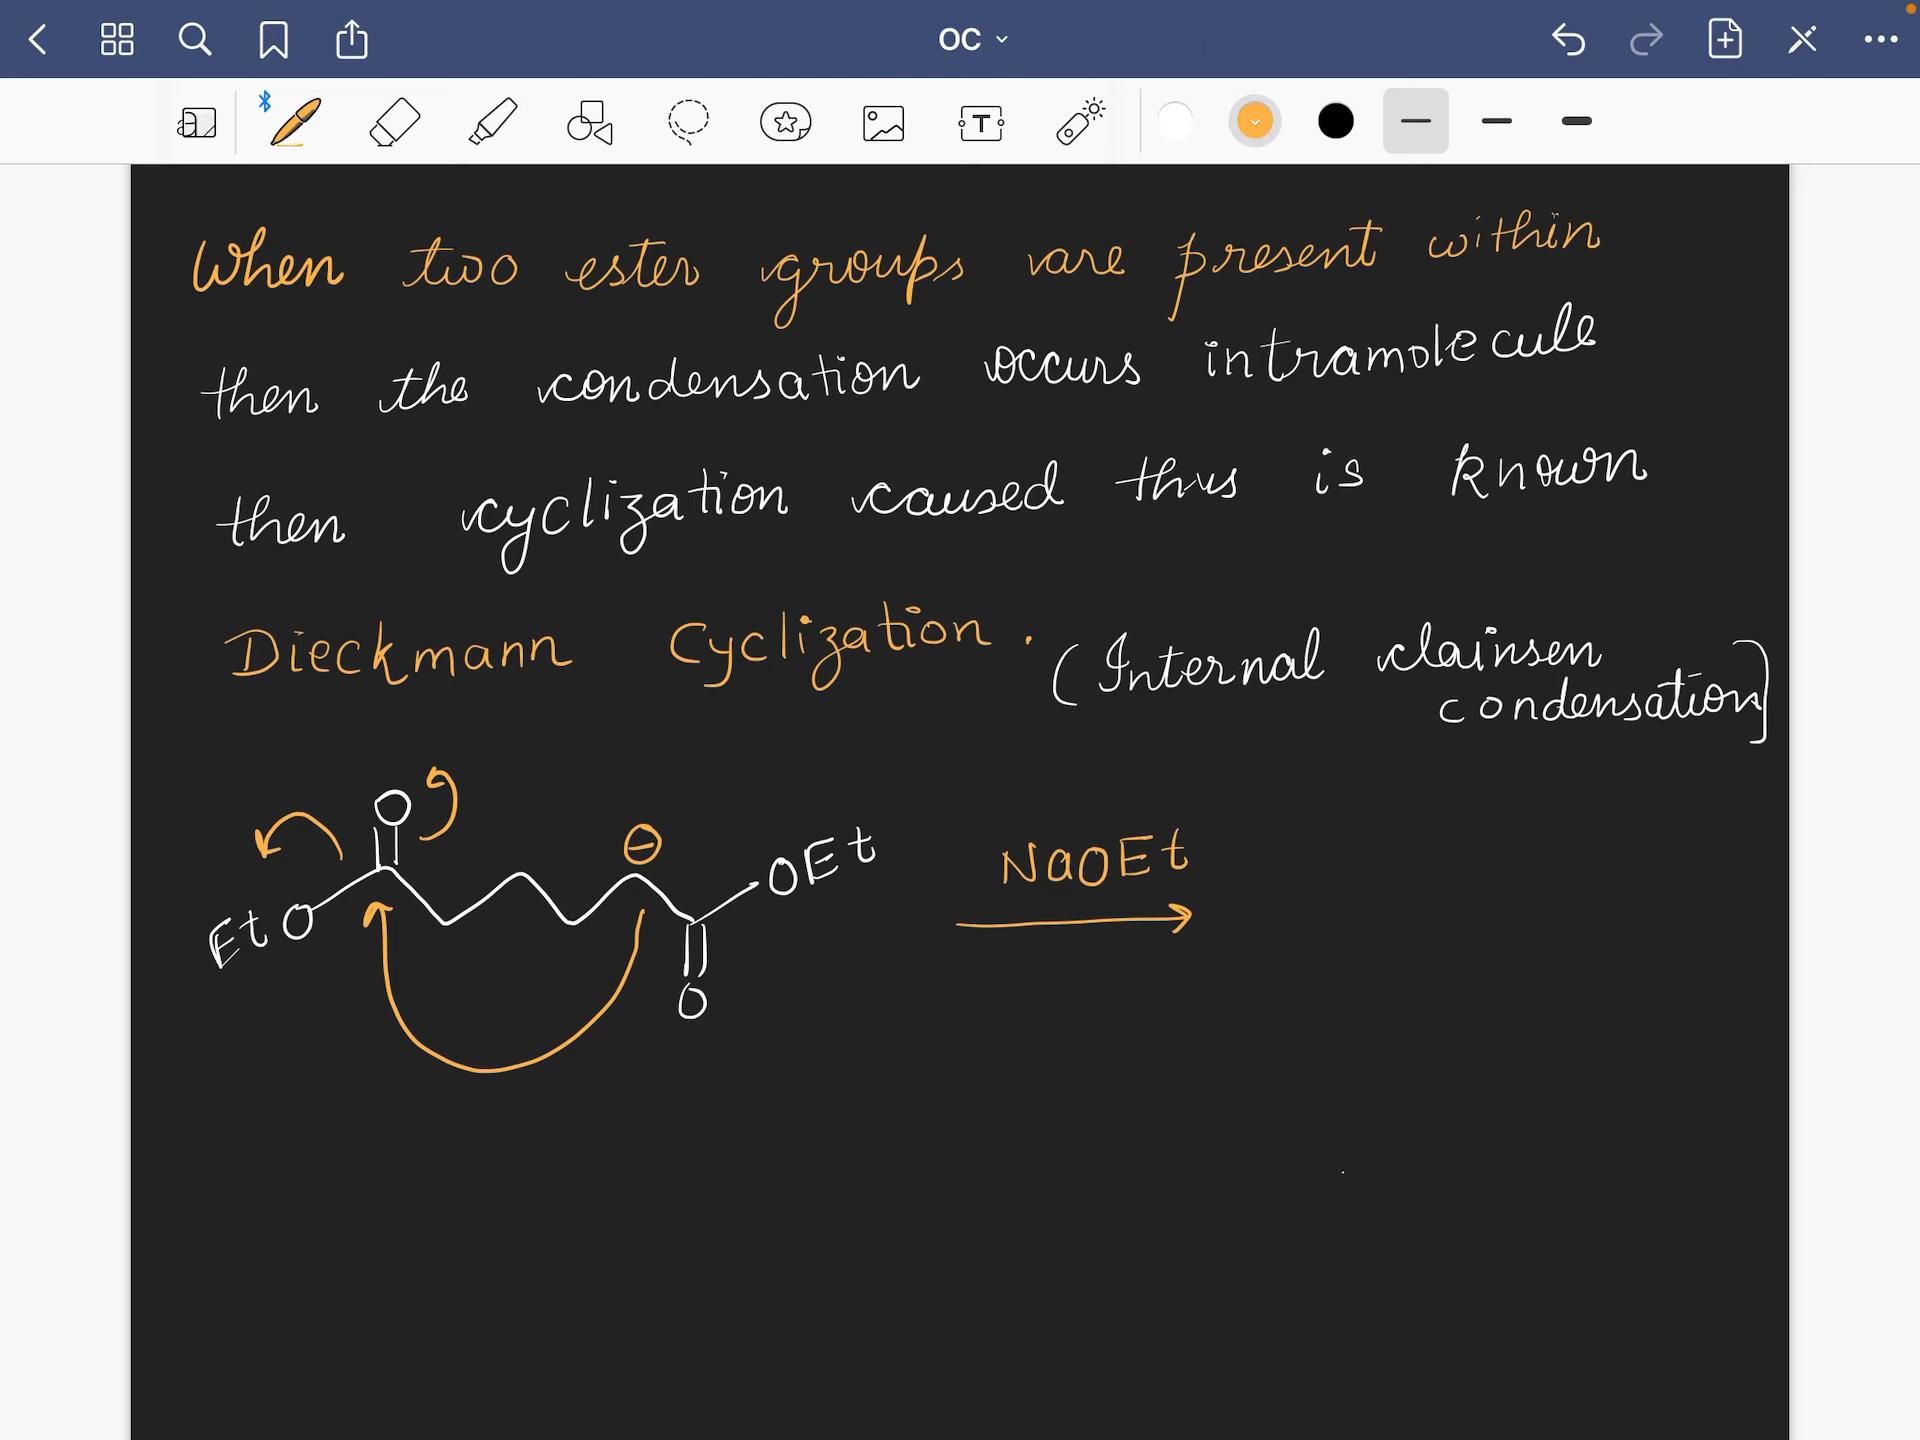 OC
T
When two ester groups are present within
then the condensation occurs intramolecule
then cyclization caused thus is known
Dieckmann Cyclization.
(Internal clainsen
condensation]
O
⊖
EtO
OEt
O
NaOEt